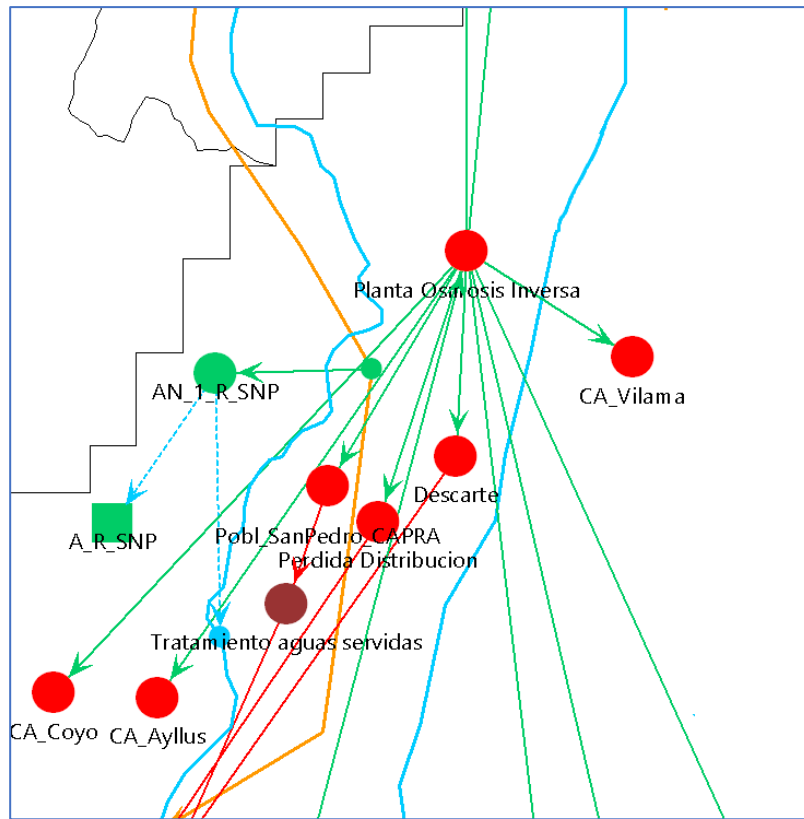 Planta Osmosis Inversa
AN_1_R_SNP
CA_Vilama
Descarte
Pobl_SanPedro_CAPRA
A_R_SNP
Perdida Distribucion
Tratamiento aguas servidas
CA_Coyo
CA_Ayllus